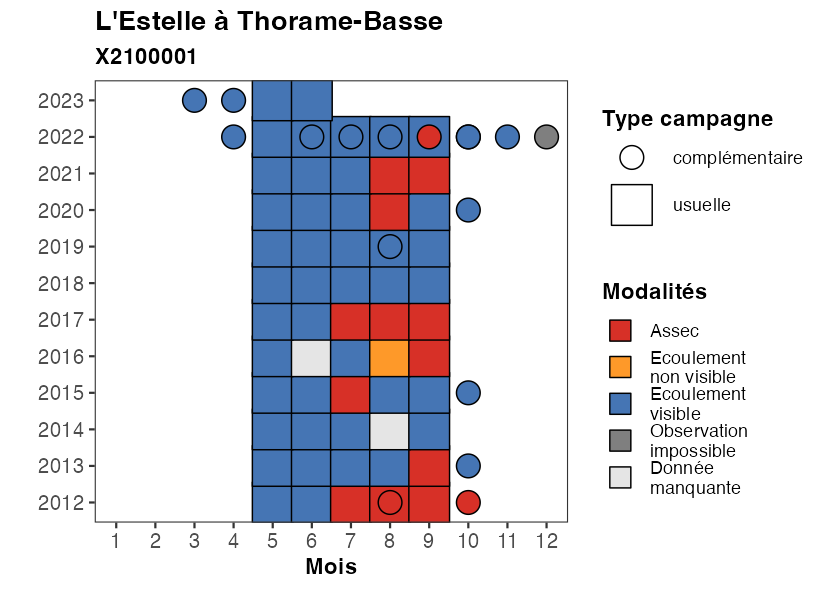 L'Estelle à Thorame-Basse
X2100001
2023
2022
2021
2020
2019
2018
2017
2016
2015
2014
2013
2012
1 2 3 4 5 6 7 8 9 10 11 12
Mois
Type campagne
complémentaire
usuelle
Modalités
Assec
Ecoulement
non visible
Ecoulement
visible
Observation
impossible
Donnée
manquante